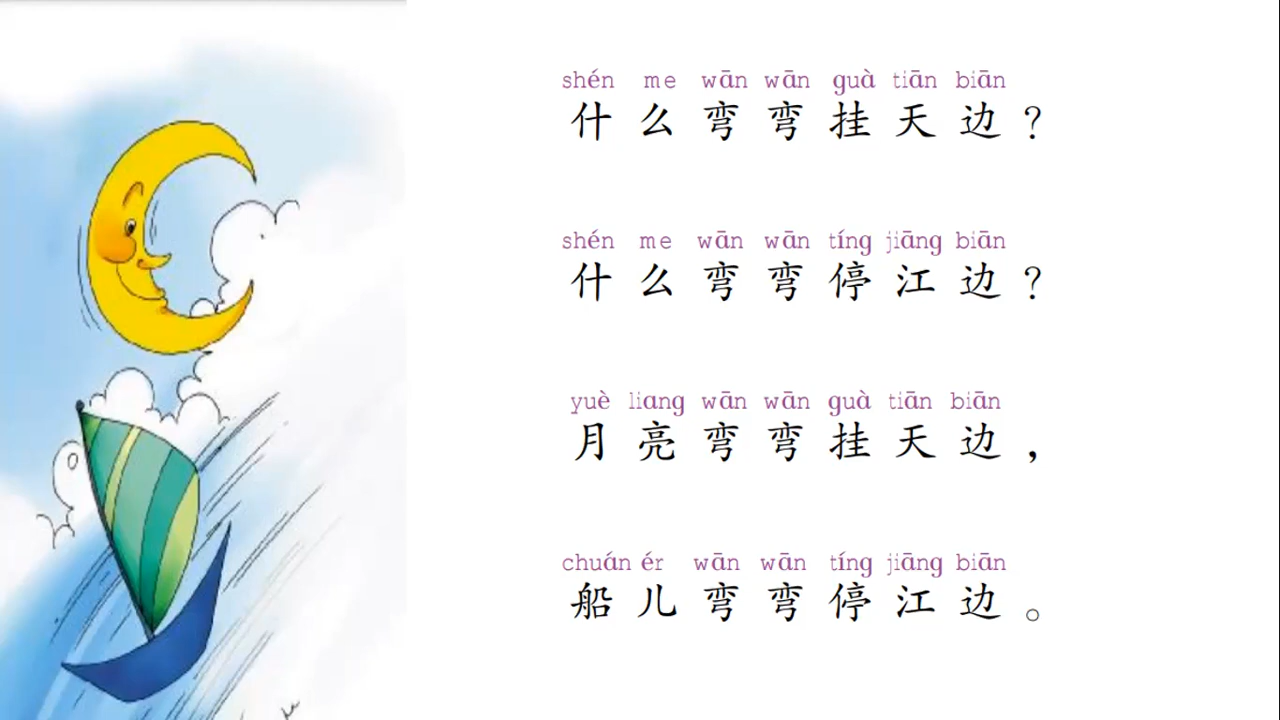 shén me wān wān guà tiān biān
什么弯弯挂天边？
shén me wān wān tíng jiāng biān
什么弯弯停江边？
yuè liang wān wān guà tiān biān
月亮弯弯挂天边，
chuán ér wān wān tíng jiāng biān
船儿弯弯停江边。